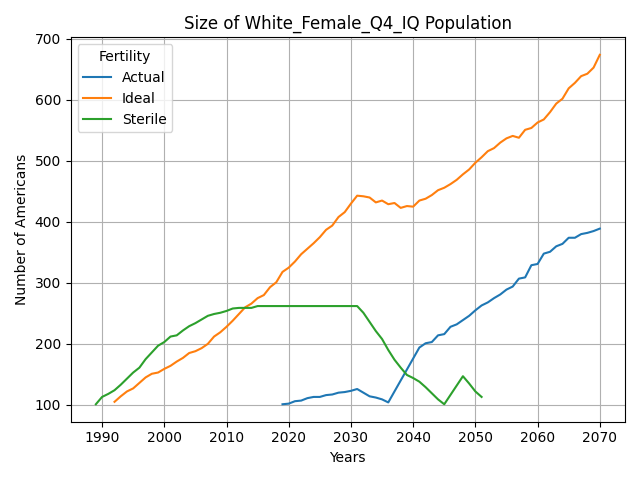 Size of White_Female_Q4_IQ Population
Number of Americans
700
600
500
400
300
200
100
Fertility
Actual
Ideal
Sterile
1990 2000 2010 2020 2030 2040 2050 2060 2070
Years